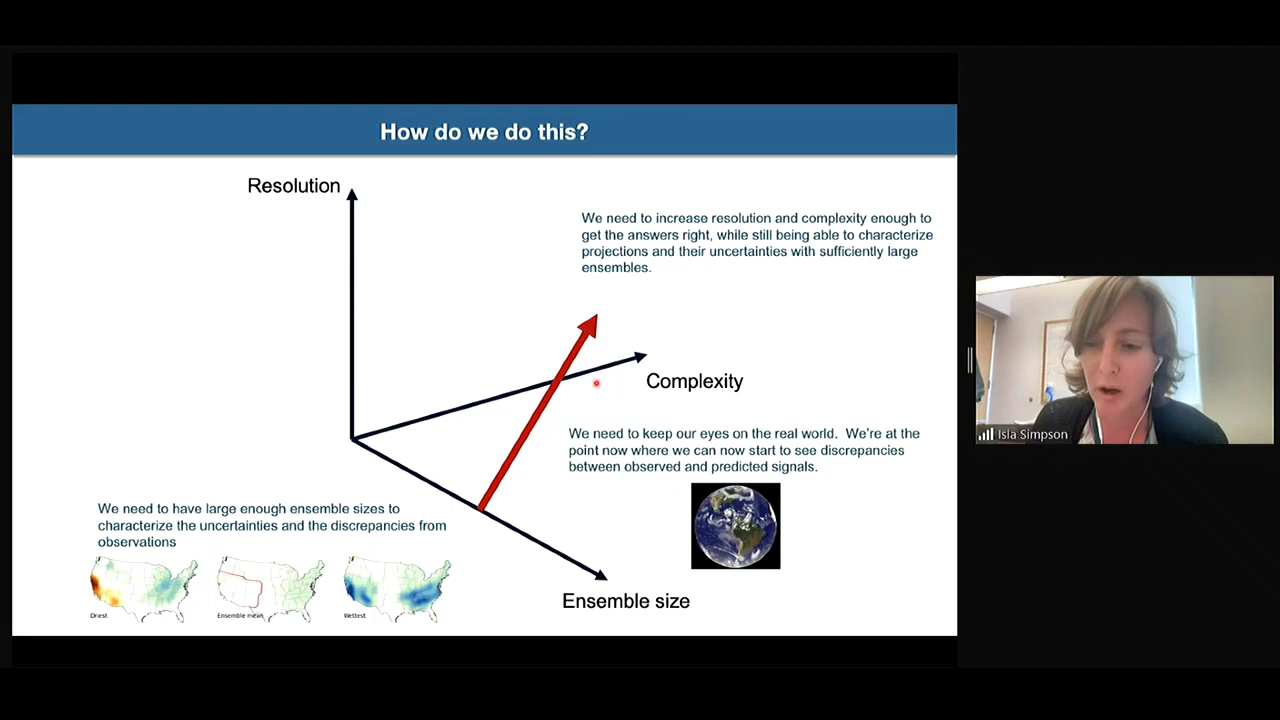 How do we do this?
Resolution
We need to increase resolution and complexity enough to
get the answers right, while still being able to characterize
projections and their uncertainties with sufficiently large
ensembles.
Complexity
We need to keep our eyes on the real world. We're at the
point now where we can now start to see discrepancies
between observed and predicted signals.
We need to have large enough ensemble sizes to
characterize the uncertainties and the discrepancies from
observations
Driest
Ensemble mean
Wettest
Ensemble size
Isla Simpson